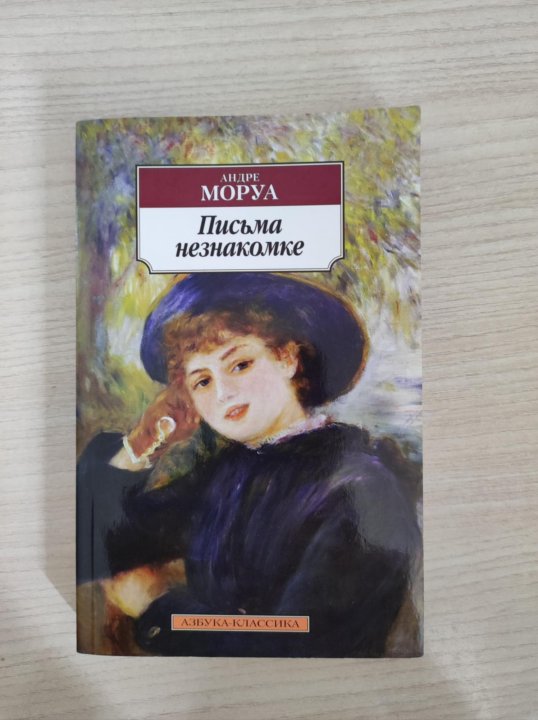 АНДРЕ
МОРУА
Письма
незнакомке
АЗБУКА-КЛАССИКА